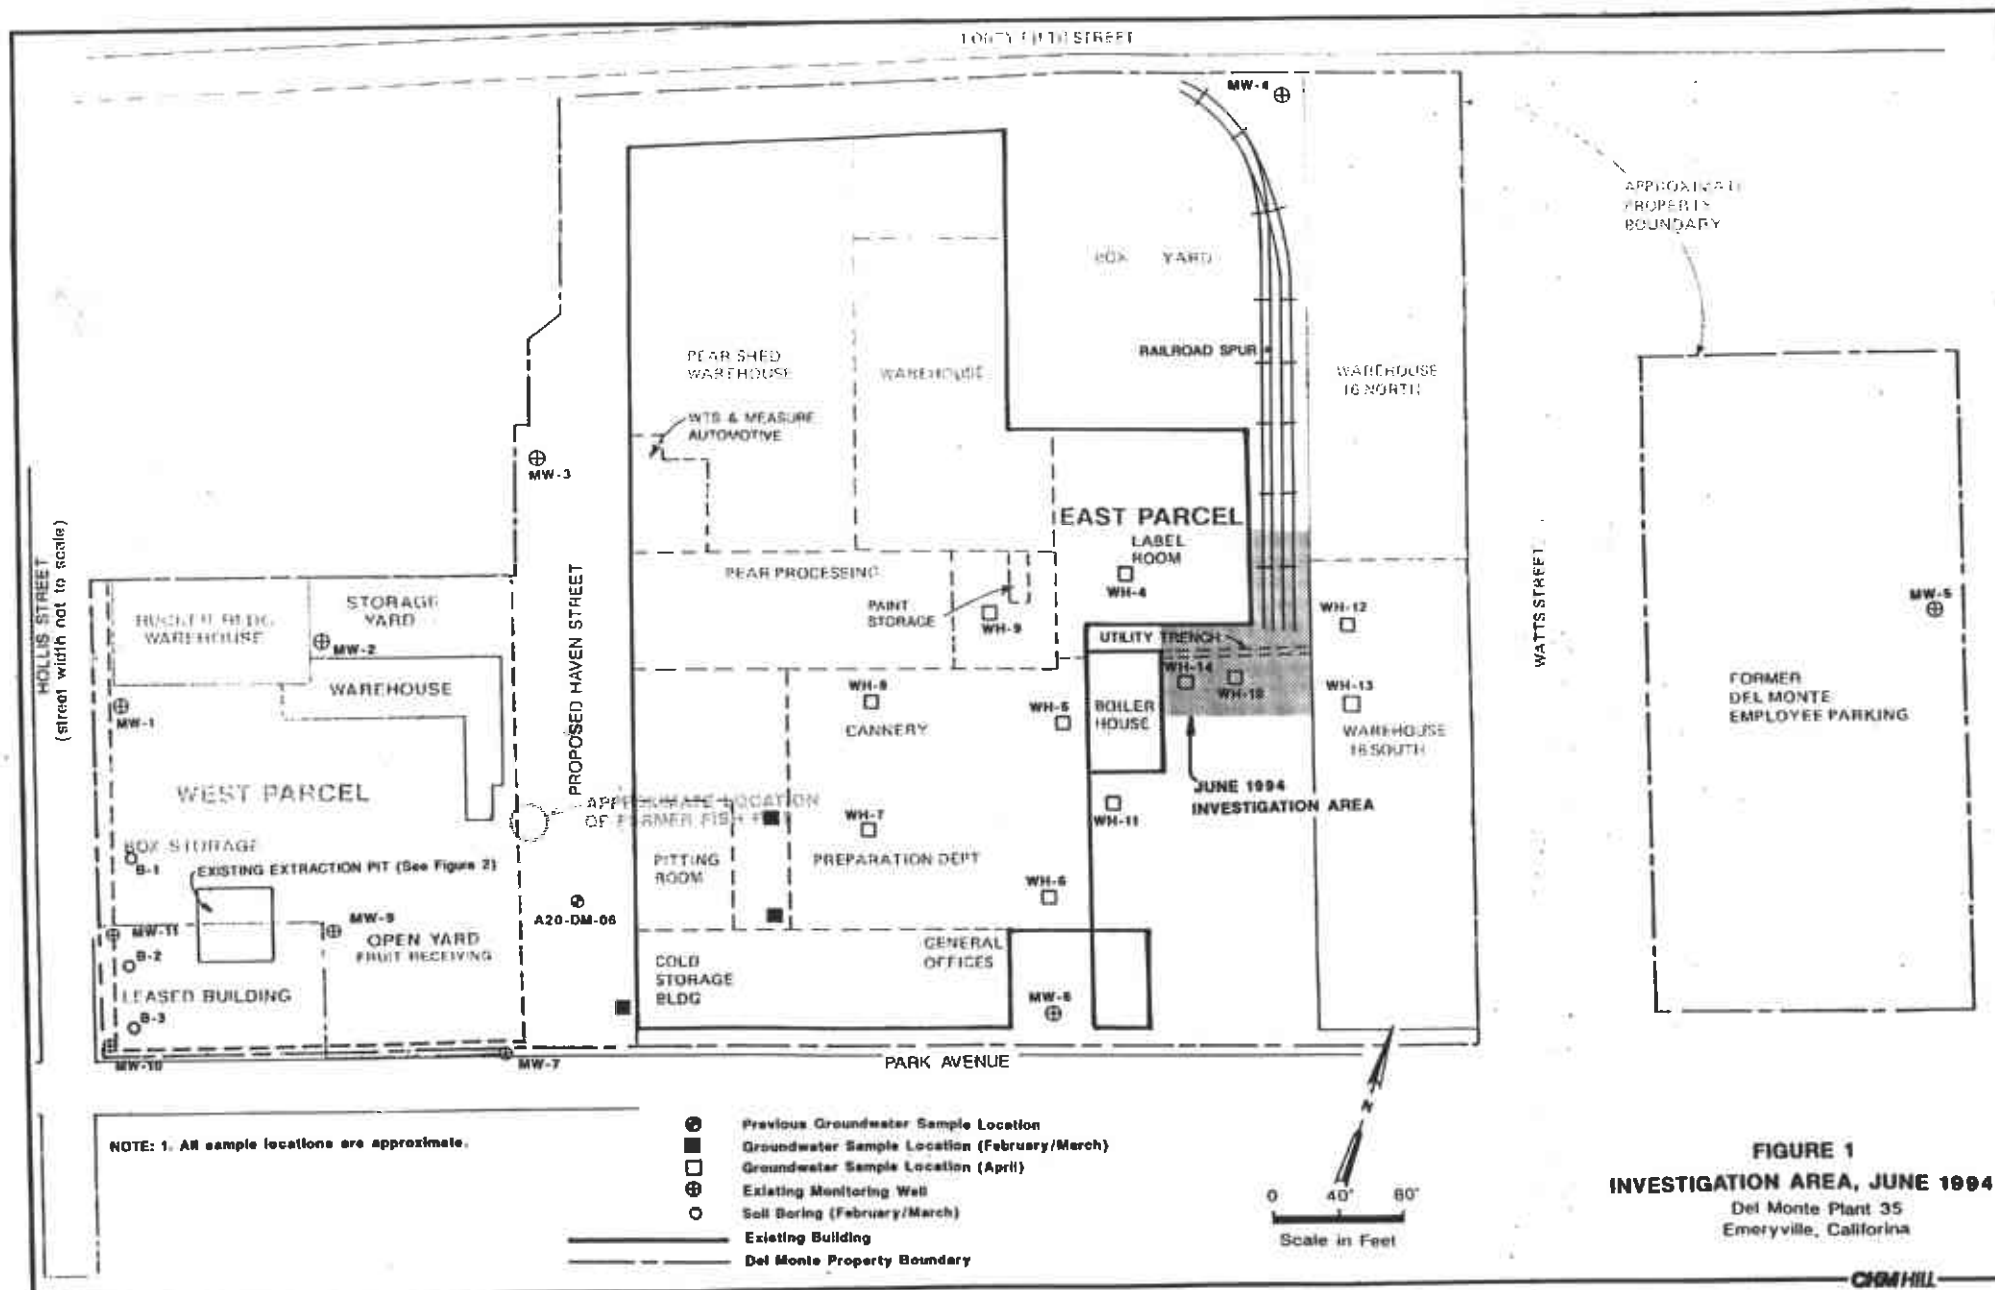 FORTY FIFTH STREET
MW-4
APPROXIMATE
PROPERTY
BOUNDARY
BOX YARD
RAILROAD SPUR
PEAR SHED
WAREHOUSE
WAREHOUSE
WAREHOUSE
16 NORTH
WTS & MEASURE
AUTOMOTIVE
MW-3
EAST PARCEL
LABEL
ROOM
WH-4
HOLLIS STREET
(street width not to scale)
PROPOSED HAVEN STREET
WATTS STREET
PEAR PROCESSING
PAINT
STORAGE
WH-9
WH-12
MW-5
WAREHOUSE
STORAGE
YARD
MW-2
WAREHOUSE
MW-1
UTILITY TRENCH
WH-14
WH-10
WH-13
WH-8
CANNERY
WH-5
BOILER
HOUSE
WAREHOUSE
16 SOUTH
FORMER
DEL MONTE
EMPLOYEE PARKING
WEST PARCEL
APPROXIMATE LOCATION
OF FORMER FISH
JUNE 1994
INVESTIGATION AREA
WH-7
WH-11
BOX STORAGE
B-1
EXISTING EXTRACTION PIT (See Figure 2)
PITTING
ROOM
PREPARATION DEPT
WH-6
A20-DM-06
MW-11
MW-9
B-2
OPEN YARD
FRUIT RECEIVING
GENERAL
OFFICES
COLD
STORAGE
BLDG
LEASED BUILDING
B-3
MW-6
MW-10
MW-7
PARK AVENUE
N
NOTE: 1. All sample locations are approximate.
Previous Groundwater Sample Location
Groundwater Sample Location (February/March)
Groundwater Sample Location (April)
Existing Monitoring Well
Soil Boring (February/March)
Existing Building
Del Monte Property Boundary
0 40' 80'
Scale in Feet
FIGURE 1
INVESTIGATION AREA, JUNE 1994
Del Monte Plant 35
Emeryville, Califorina
CH2M HILL